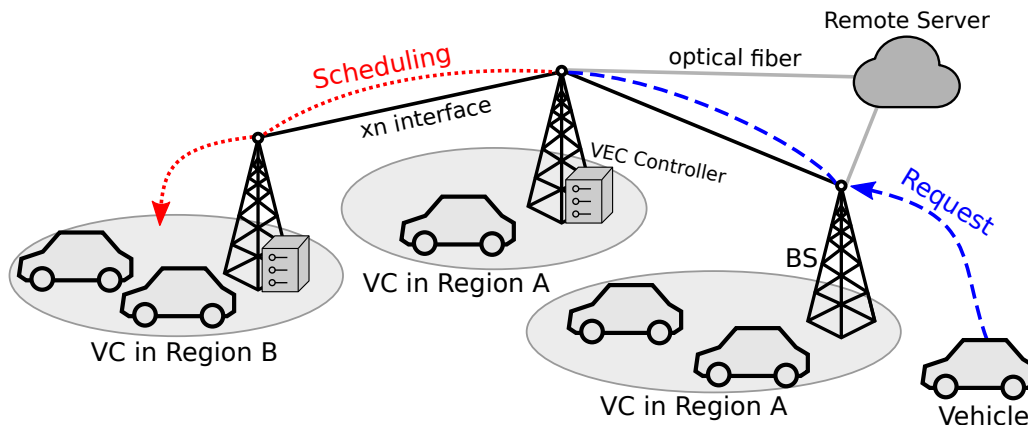 Remote Server
Scheduling
optical fiber
xn interface
VEC Controller
Request
BS
VC in Region A
VC in Region B
VC in Region A
Vehicle